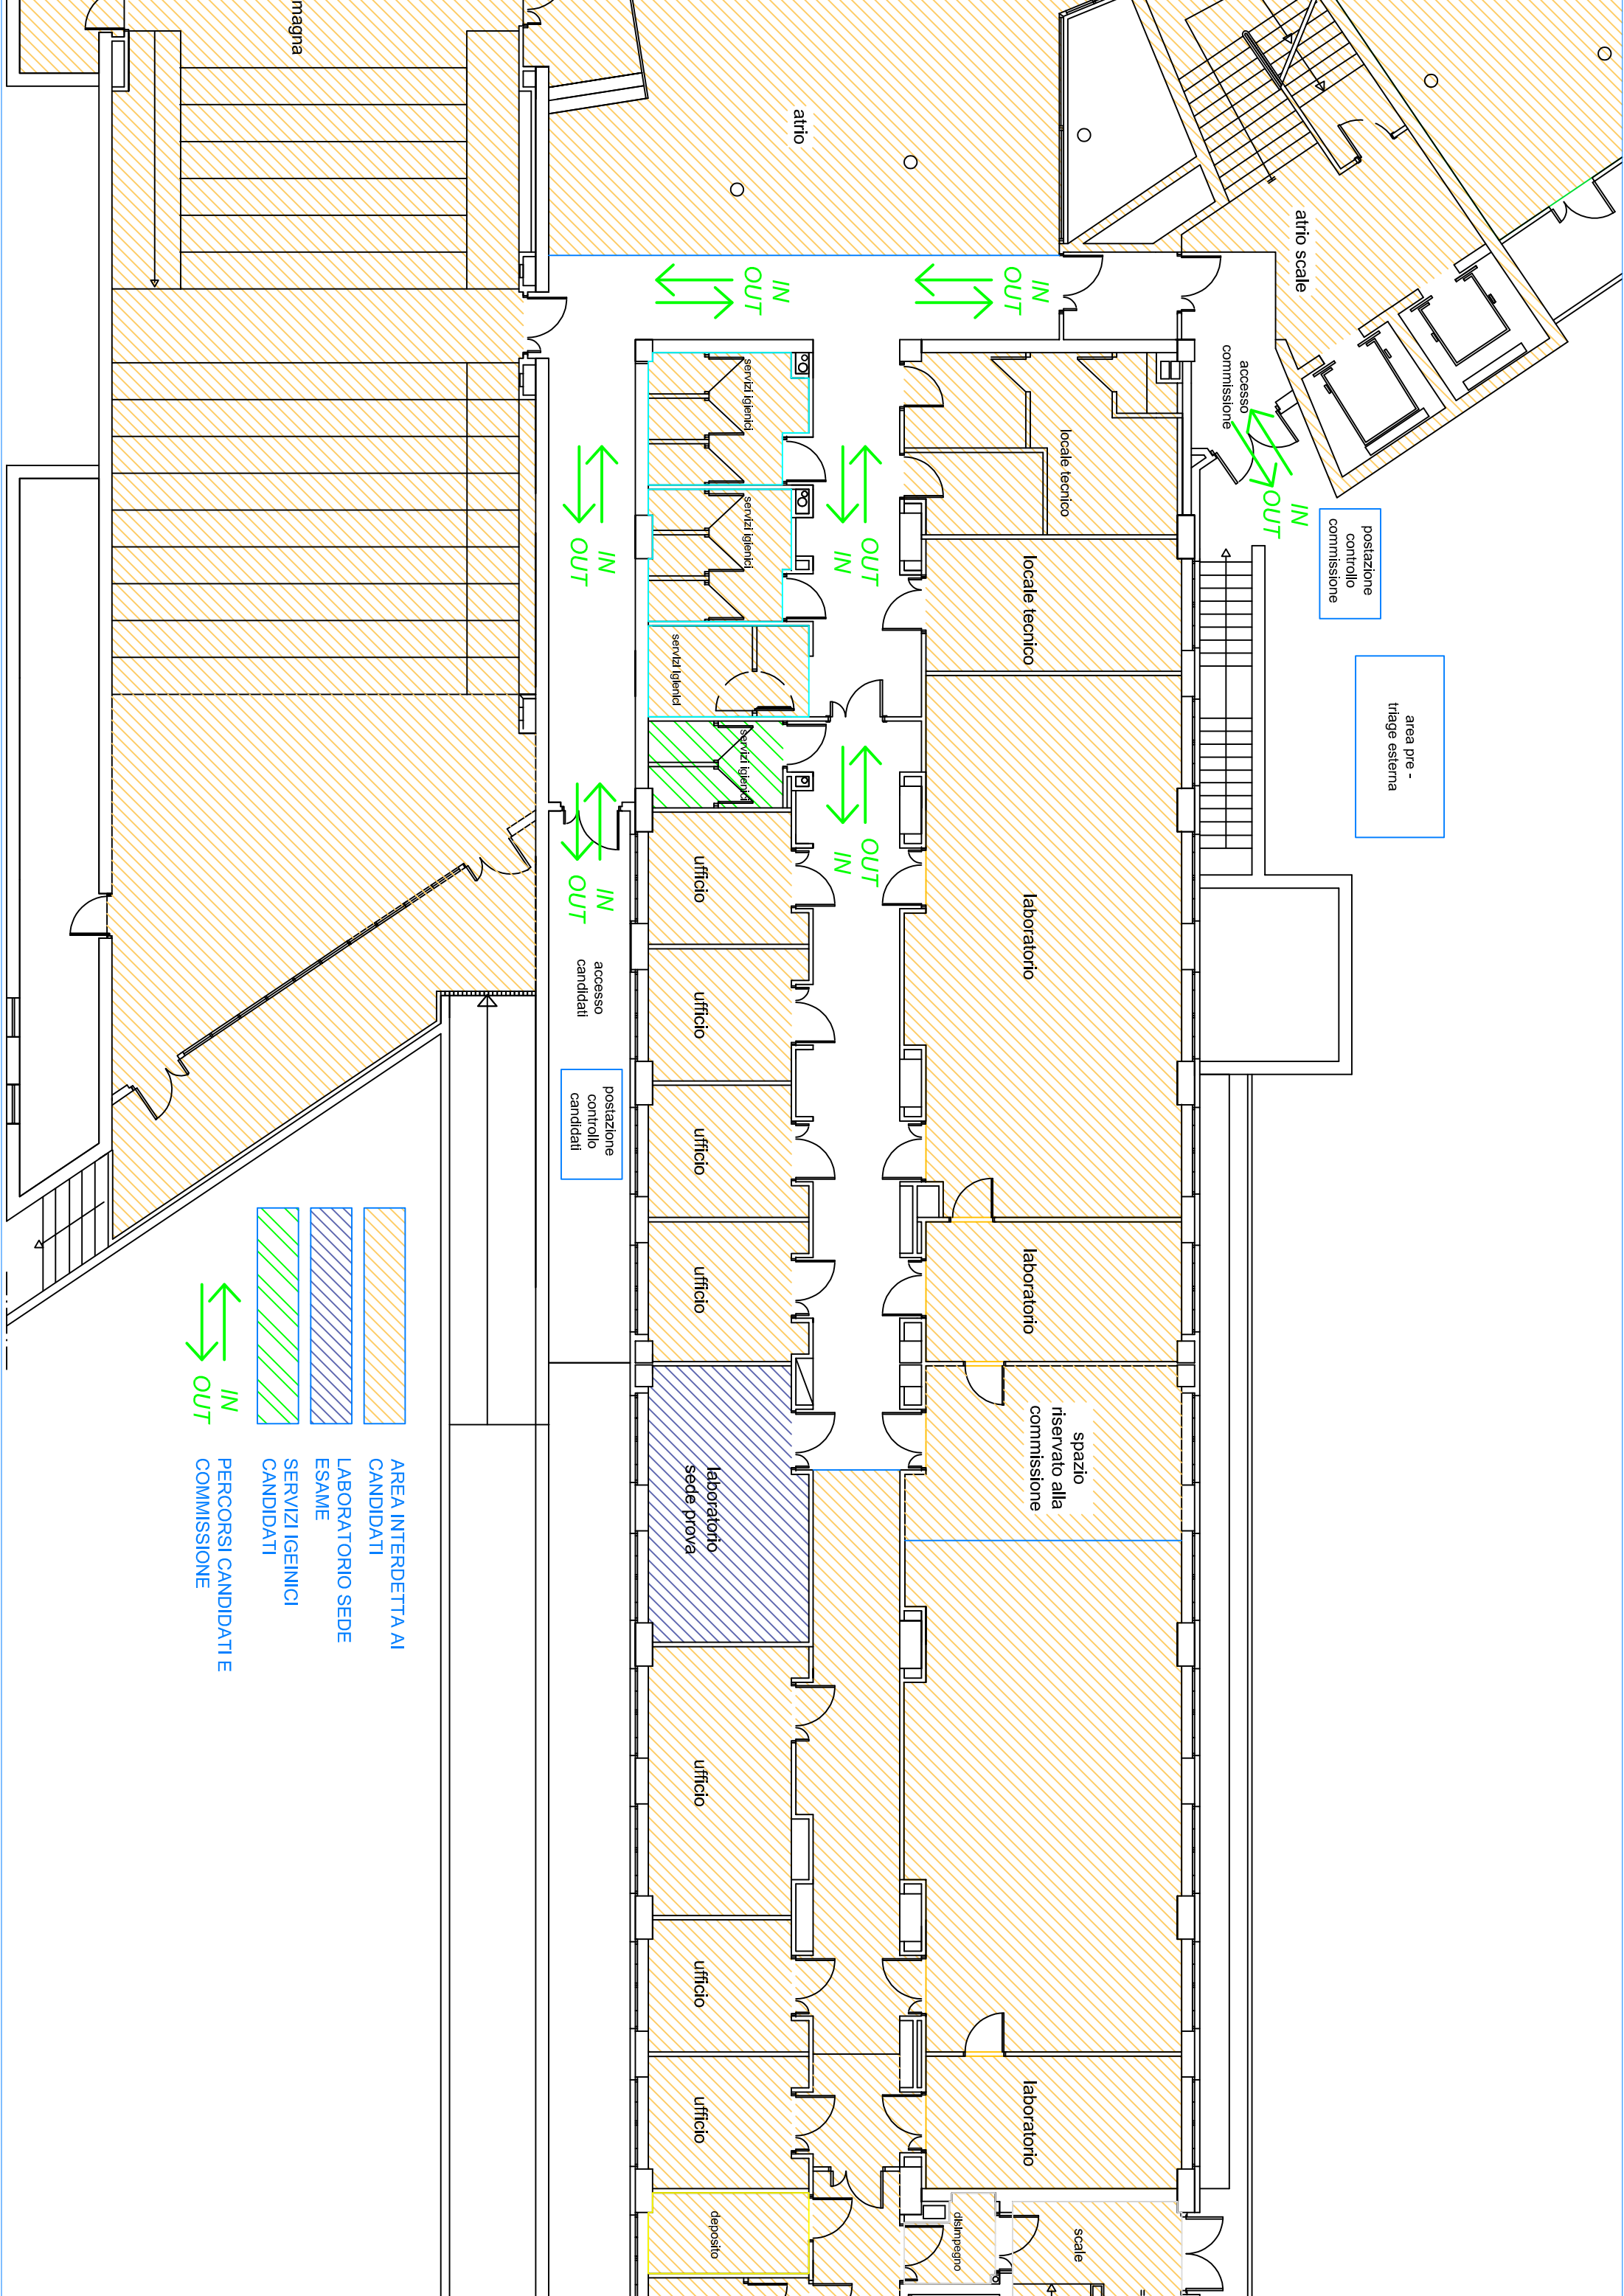 area pre -
triage esterna
postazione
controllo
commissione
atrio scale
IN
OUT
accesso
commissione
locale tecnico
locale tecnico
laboratorio
laboratorio
spazio
riservato alla
commissione
laboratorio
scale
disimpegno
IN
OUT
OUT
IN
OUT
IN
atrio
IN
OUT
servizi igienici
servizi igienici
servizi igienici
servizi igienici
ufficio
ufficio
ufficio
ufficio
laboratorio
sede prova
ufficio
ufficio
ufficio
deposito
IN
OUT
IN
OUT
accesso
candidati
postazione
controllo
candidati
magna
AREA INTERDETTA AI
CANDIDATI
LABORATORIO SEDE
ESAME
SERVIZI IGEINICI
CANDIDATI
IN
OUT
PERCORSI CANDIDATI E
COMMISSIONE